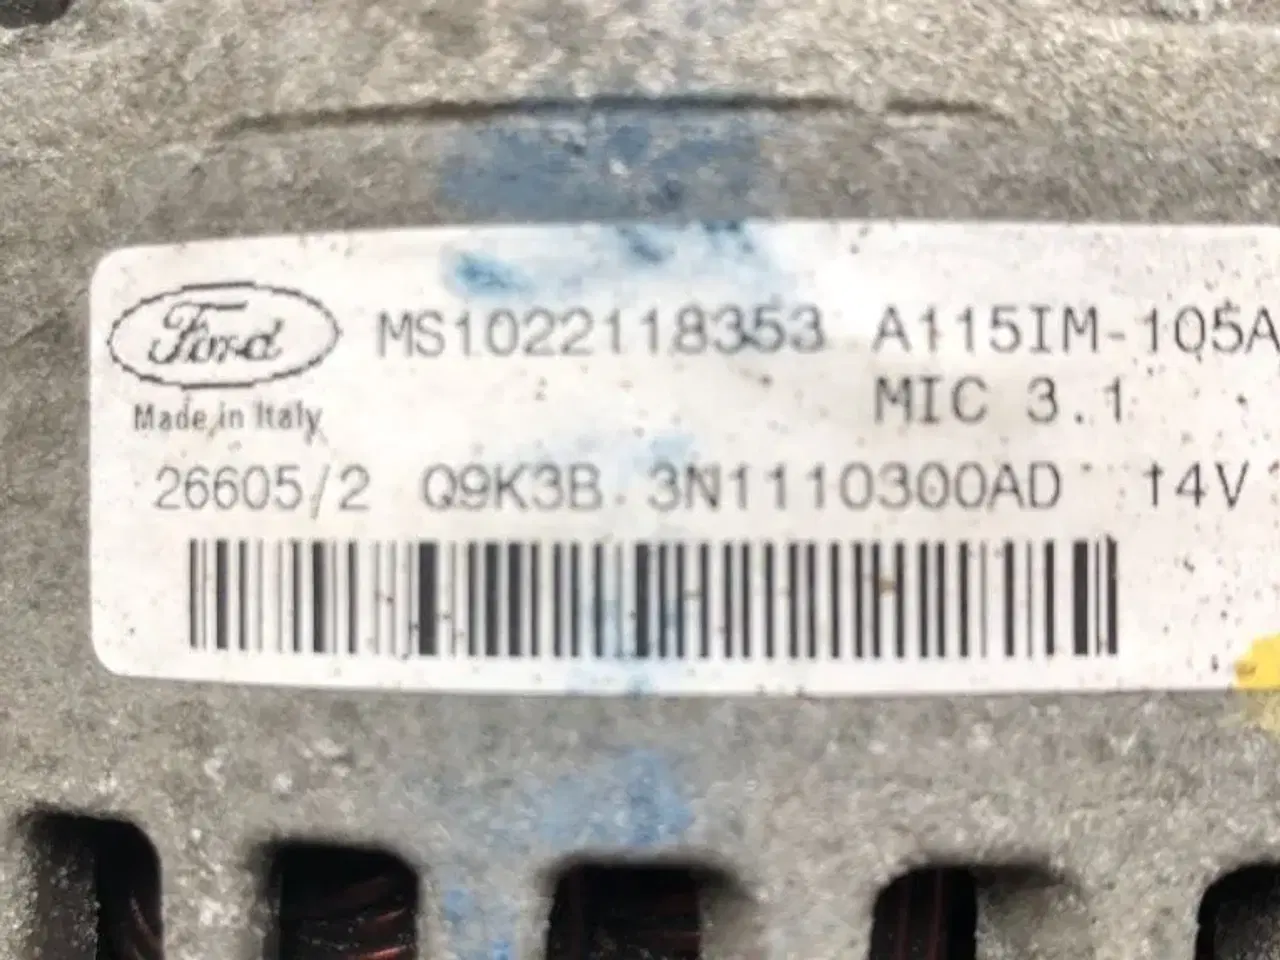 Ford MS1022118353 A115IM-105A
Made in Italy MIC 3.1
26605/2 Q9K3B 3N1110300AD 14V